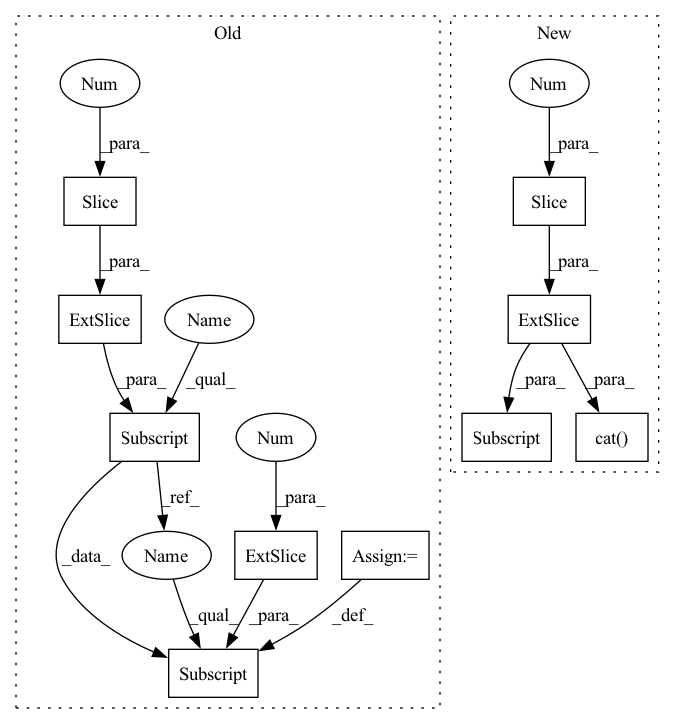 Old
New
Num
Num
_para_
_para_
Slice
Slice
_para_
_para_
ExtSlice
Name
ExtSlice
_para_
_qual_
_para_
_para_
Subscript
Num
Subscript
cat()
_ref_
_para_
_data_
Name
ExtSlice
Assign:=
_qual_
_para_
_def_
Subscript